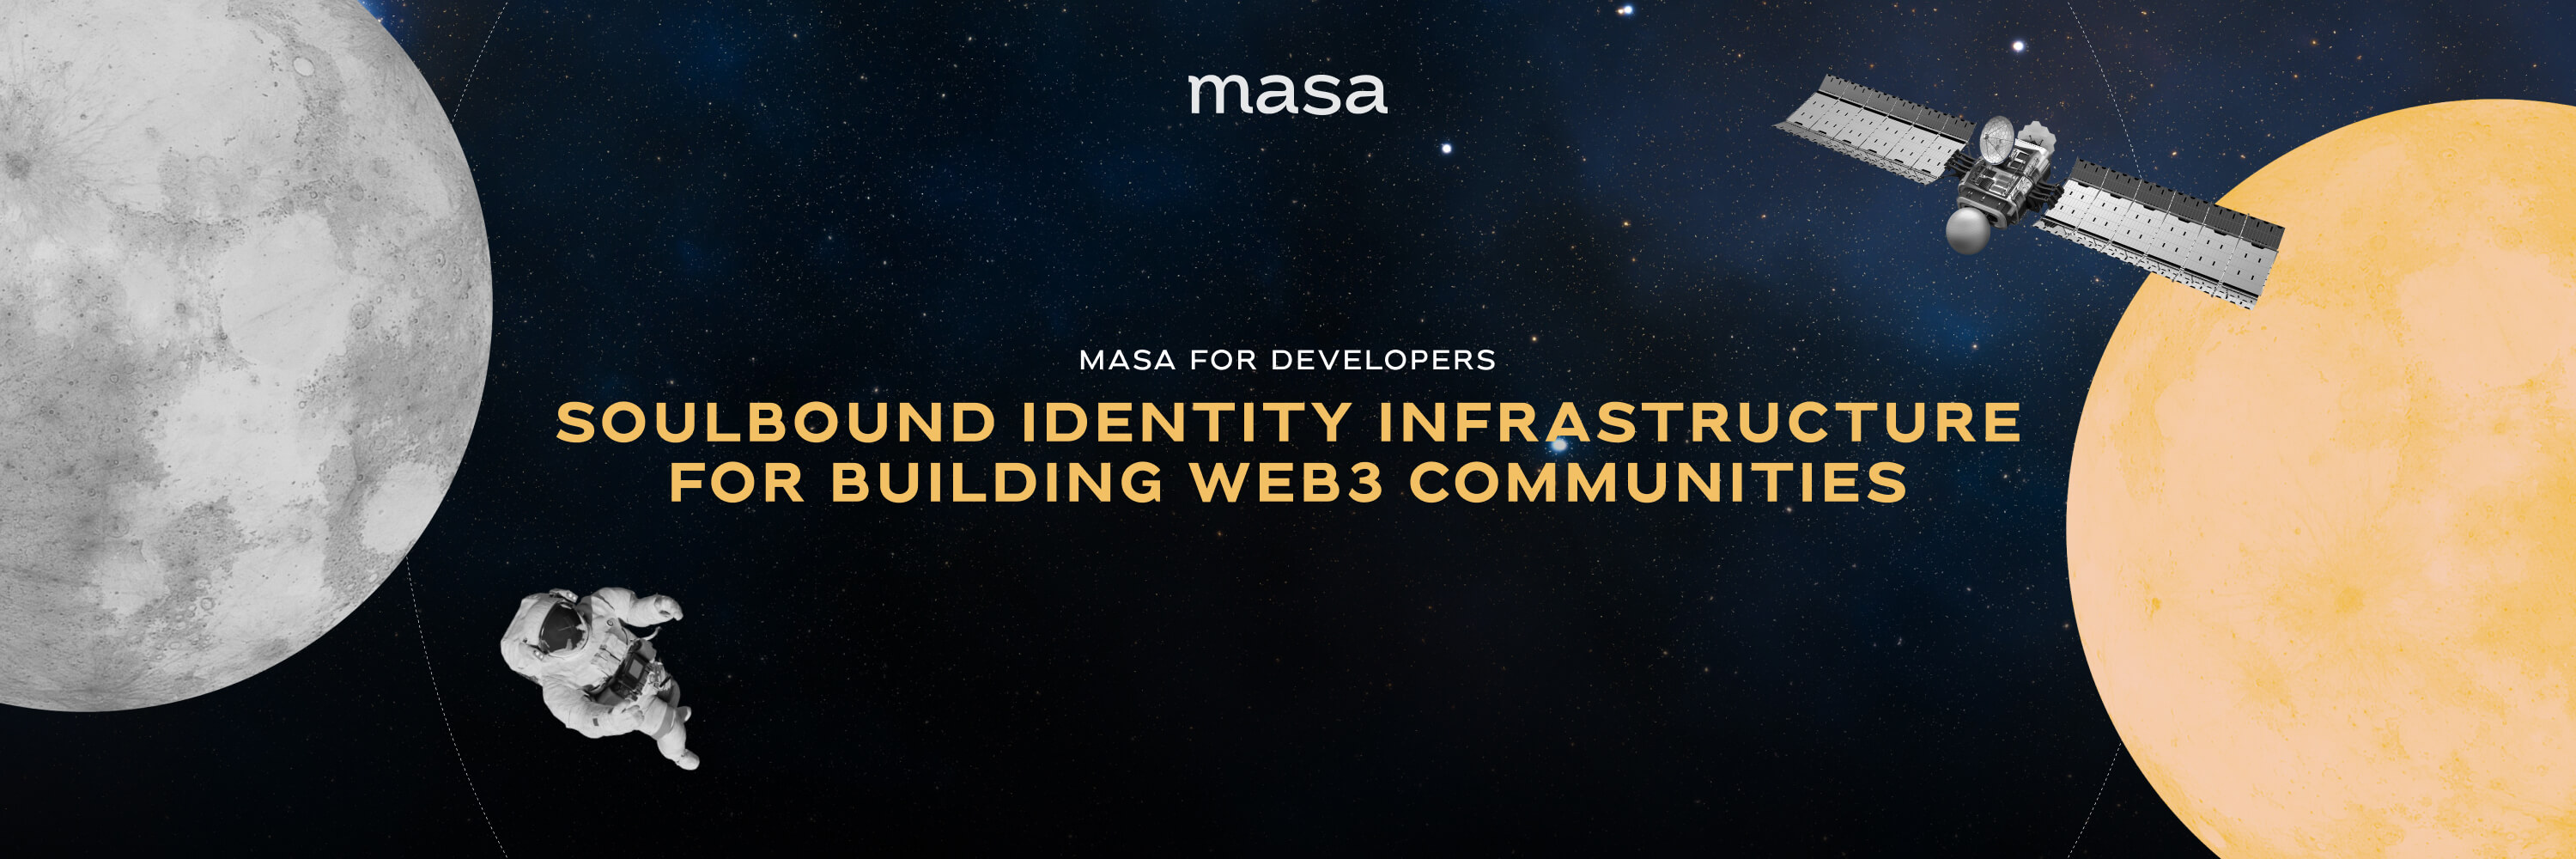 masa
MASA FOR DEVELOPERS
SOULBOUND IDENTITY INFRASTRUCTURE
FOR BUILDING WEB3 COMMUNITIES